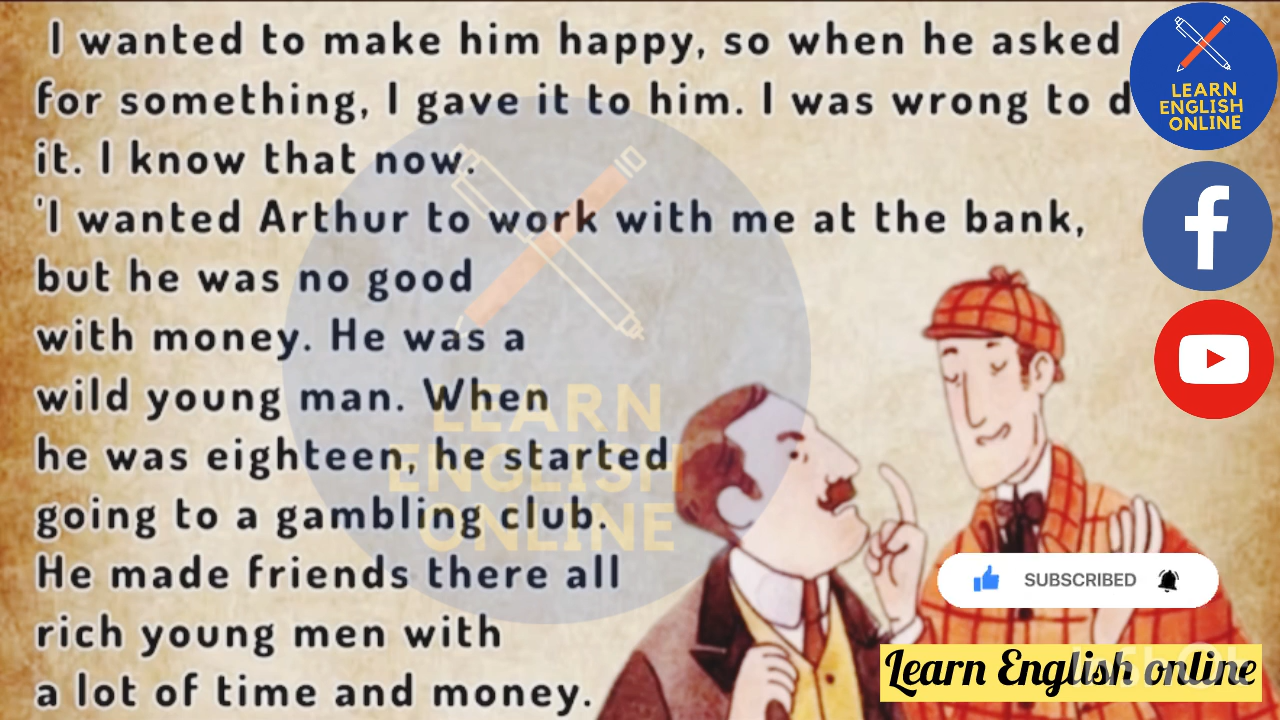 I wanted to make him happy, so when he asked
for something, I gave it to him. I was wrong to d
it. I know that now.
'I wanted Arthur to work with me at the bank,
but he was no good
with money. He was a
wild young man. When
he was eighteen, he started
going to a gambling club.
He made friends there all
rich young men with
a lot of time and money.
LEARN
ENGLISH
ONLINE
LEARN
ENGLISH
ONLINE
SUBSCRIBED
Learn English online